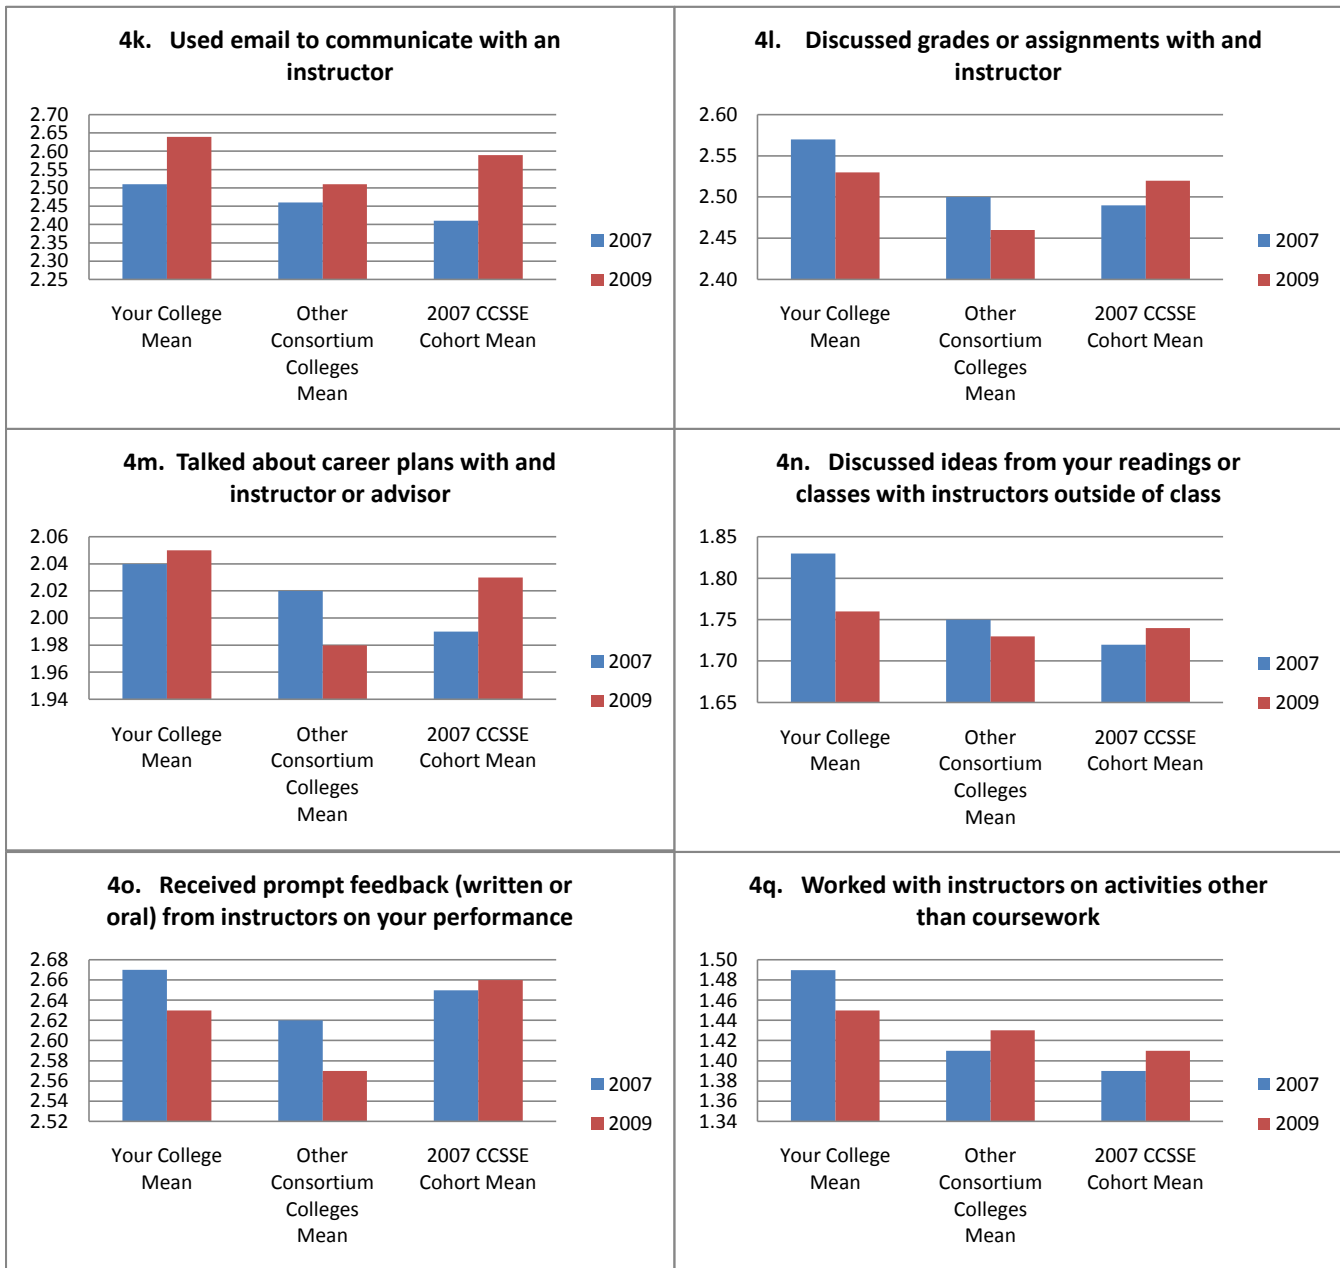 4k. Used email to communicate with an
instructor
2.70
2.65
2.60
2.55
2.50
2.45
2.40
2.35
2.30
2.25
Your College
Mean
Other
Consortium
Colleges
Mean
2007 CCSSE
Cohort Mean
2007
2009
4l. Discussed grades or assignments with and
instructor
2.60
2.55
2.50
2.45
2.40
Your College
Mean
Other
Consortium
Colleges
Mean
2007 CCSSE
Cohort Mean
2007
2009
4m. Talked about career plans with and
instructor or advisor
2.06
2.04
2.02
2.00
1.98
1.96
1.94
Your College
Mean
Other
Consortium
Colleges
Mean
2007 CCSSE
Cohort Mean
2007
2009
4n. Discussed ideas from your readings or
classes with instructors outside of class
1.85
1.80
1.75
1.70
1.65
Your College
Mean
Other
Consortium
Colleges
Mean
2007 CCSSE
Cohort Mean
2007
2009
4o. Received prompt feedback (written or
oral) from instructors on your performance
2.68
2.66
2.64
2.62
2.60
2.58
2.56
2.54
2.52
Your College
Mean
Other
Consortium
Colleges
Mean
2007 CCSSE
Cohort Mean
2007
2009
4q. Worked with instructors on activities other
than coursework
1.50
1.48
1.46
1.44
1.42
1.40
1.38
1.36
1.34
Your College
Mean
Other
Consortium
Colleges
Mean
2007 CCSSE
Cohort Mean
2007
2009